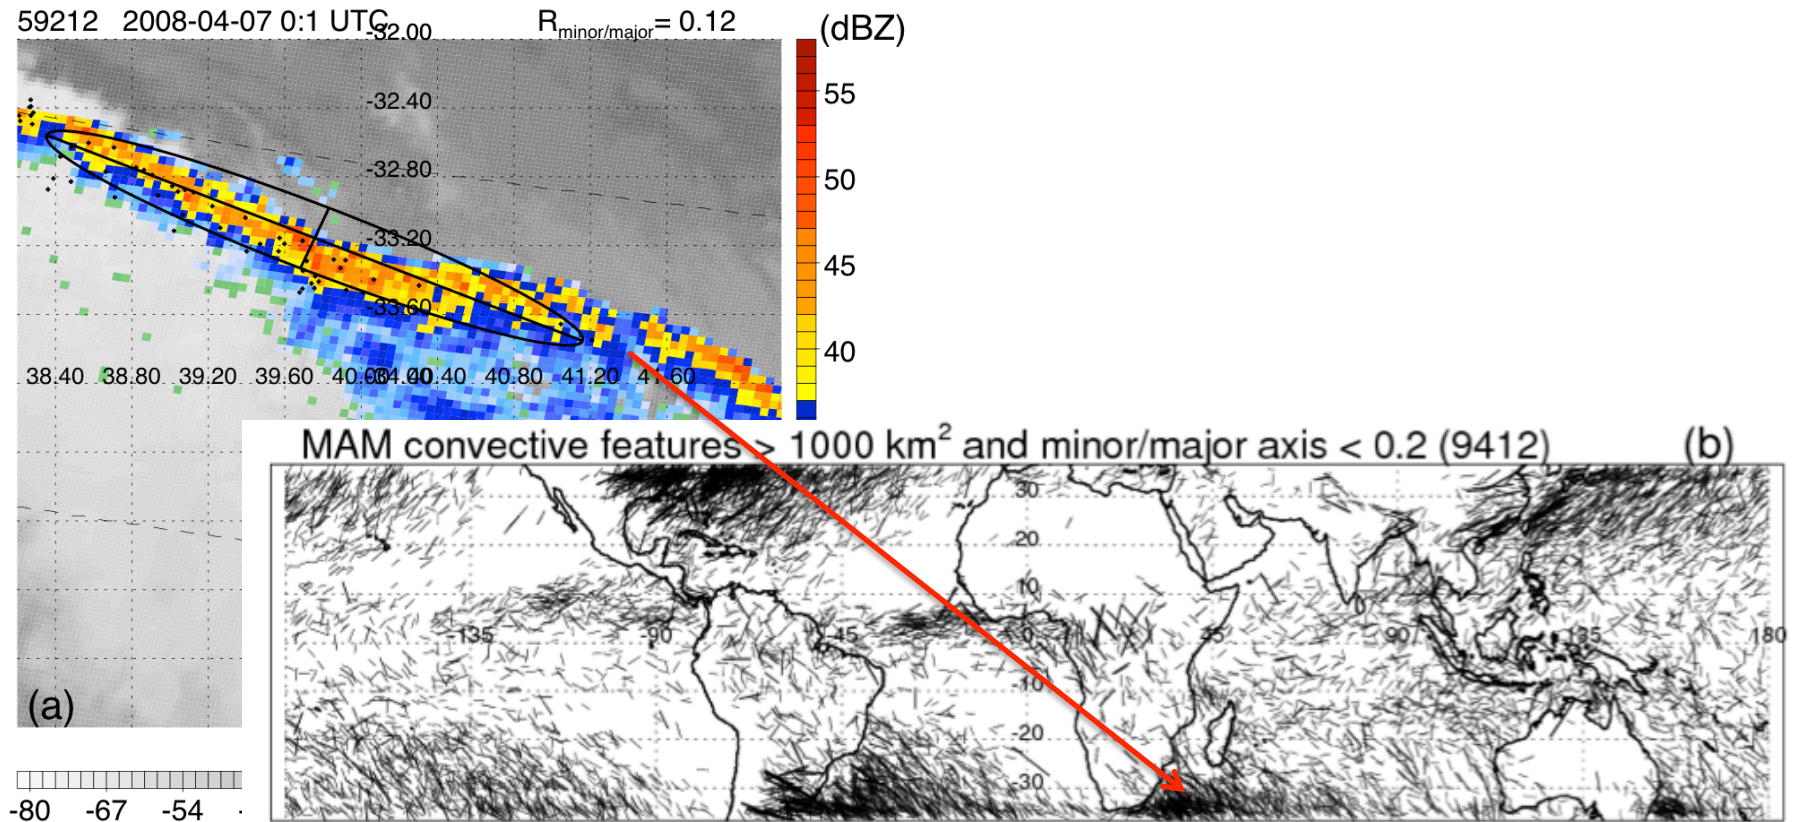 59212 2008-04-07 0:1 UTC R minor/major = 0.12 (dBZ)
-32.00
-32.40
-32.80
-33.20
-33.60
38.40 38.80 39.20 39.60 40.00 -34.00 40.40 40.80 41.20 41.60
55
50
45
40
(a)
-80 -67 -54
MAM convective features > 1000 km2 and minor/major axis < 0.2 (9412) (b)
30
20
10
-135 -90 -45 0 45 90 135 180
-10
-20
-30